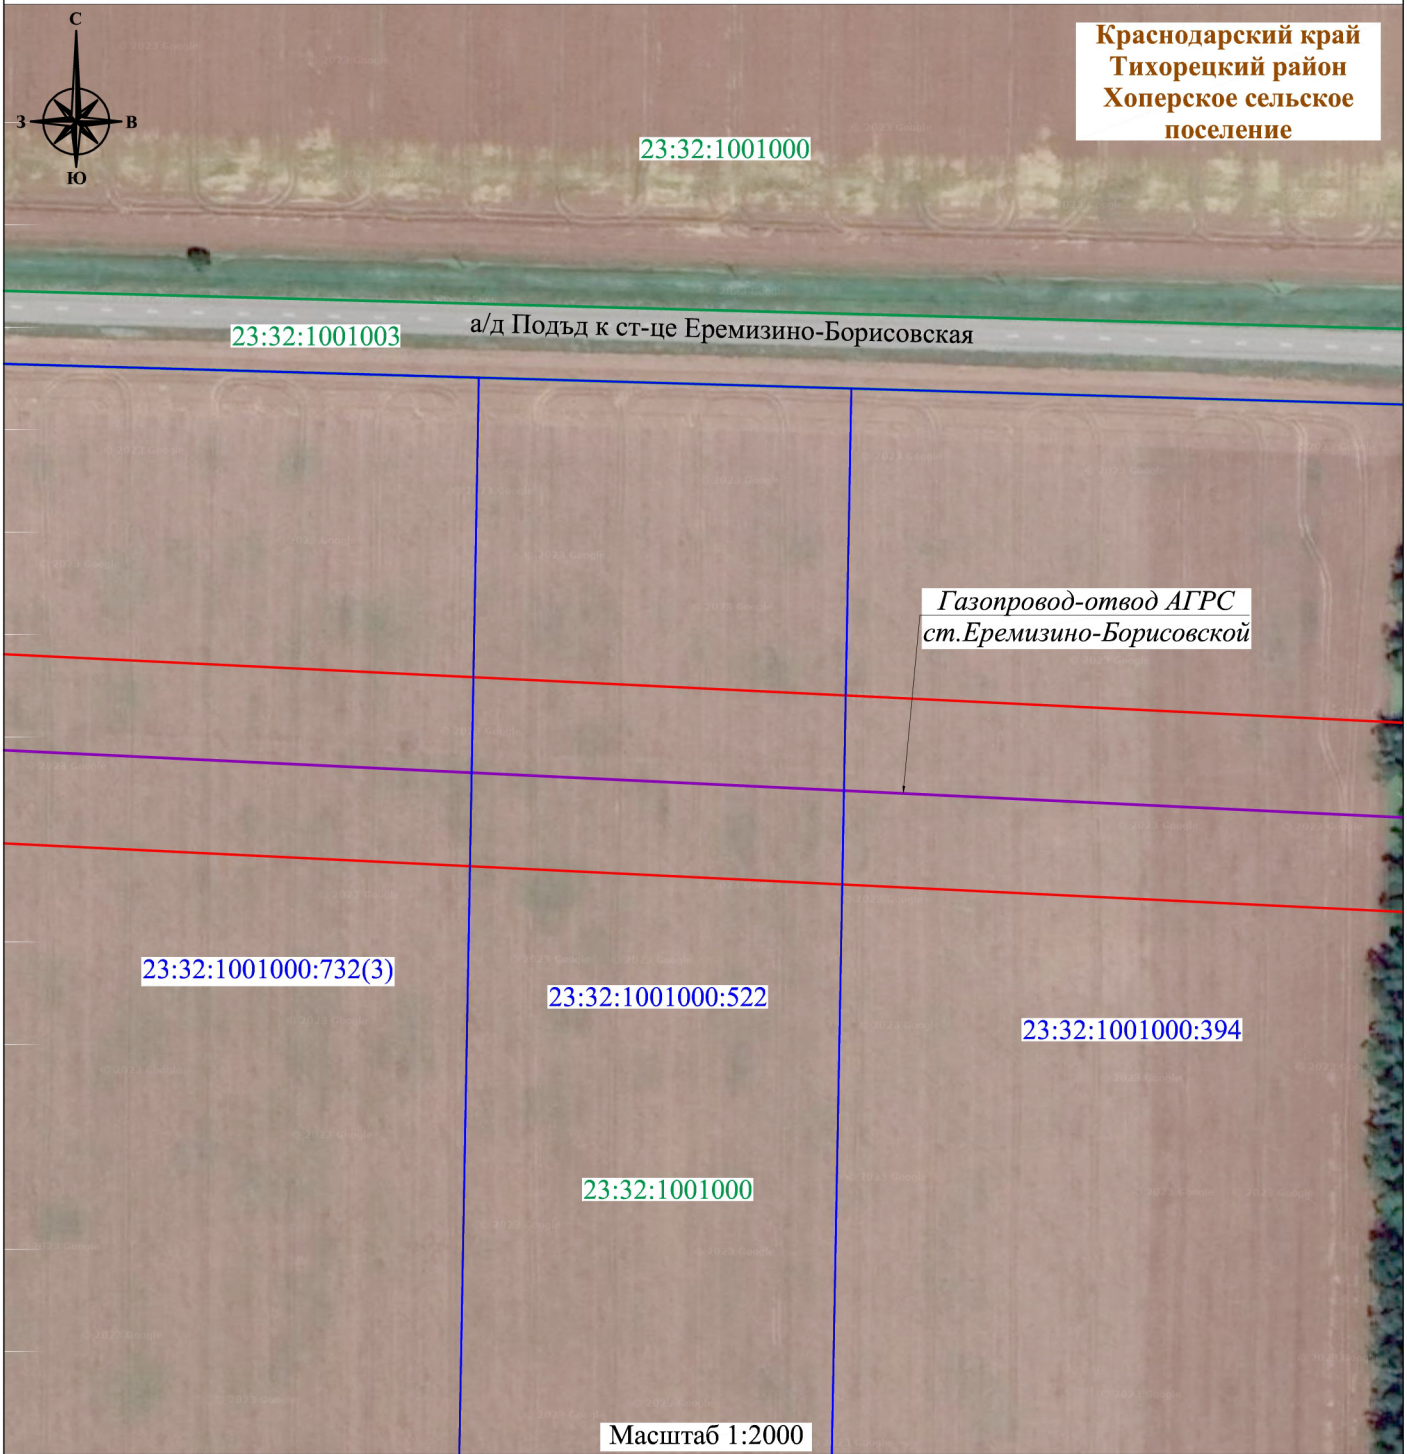 С
З
В
Ю
Краснодарский край
Тихорецкий район
Хоперское сельское
поселение
23:32:1001000
23:32:1001003
а/д Подъд к ст-це Еремизино-Борисовская
Газопровод-отвод АГРС
ст.Еремизино-Борисовской
23:32:1001000:732(3)
23:32:1001000:522
23:32:1001000:394
23:32:1001000
Масштаб 1:2000